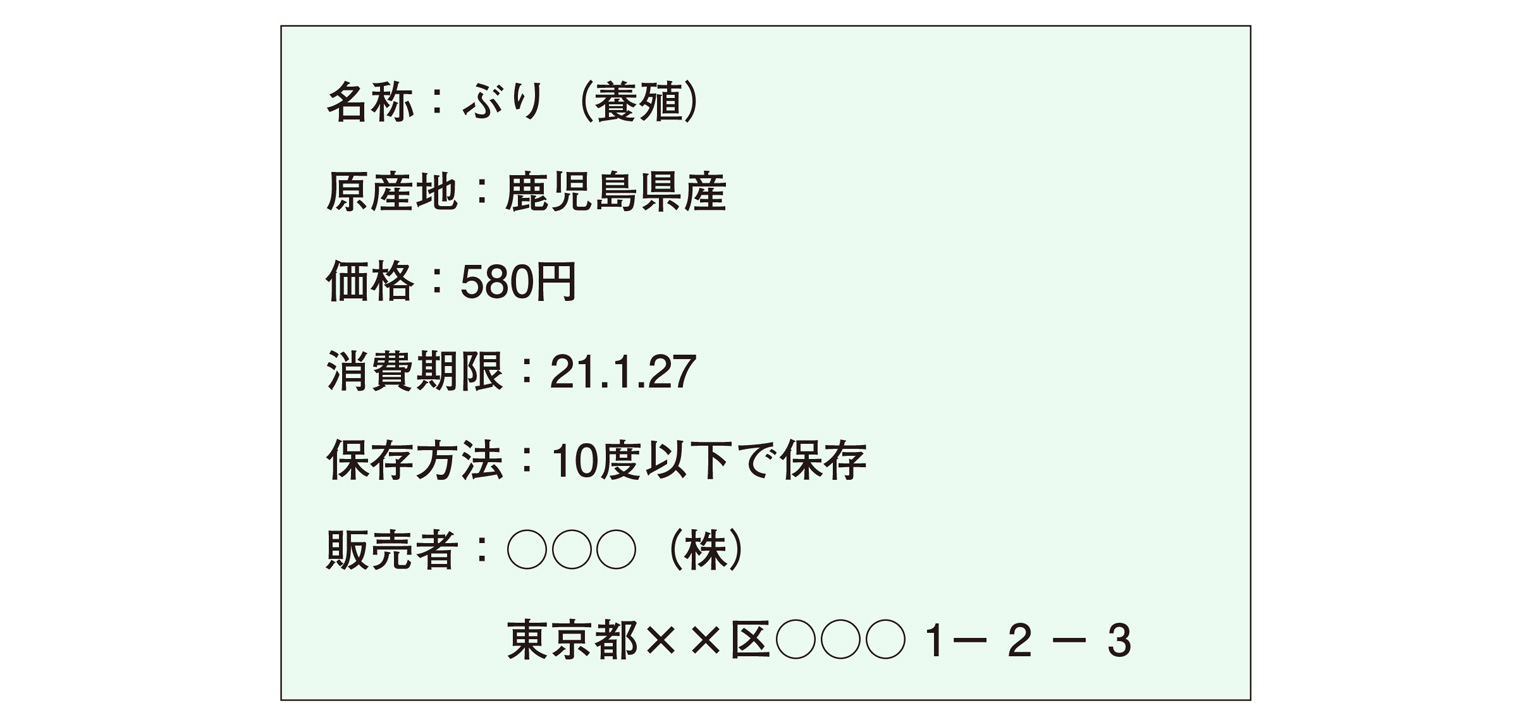 名称：ぶり（養殖）
原産地：鹿児島県産
価格：580円
消費期限：21.1.27
保存方法：10度以下で保存
販売者：○○○（株）
東京都××区○○○ 1－ 2 － 3